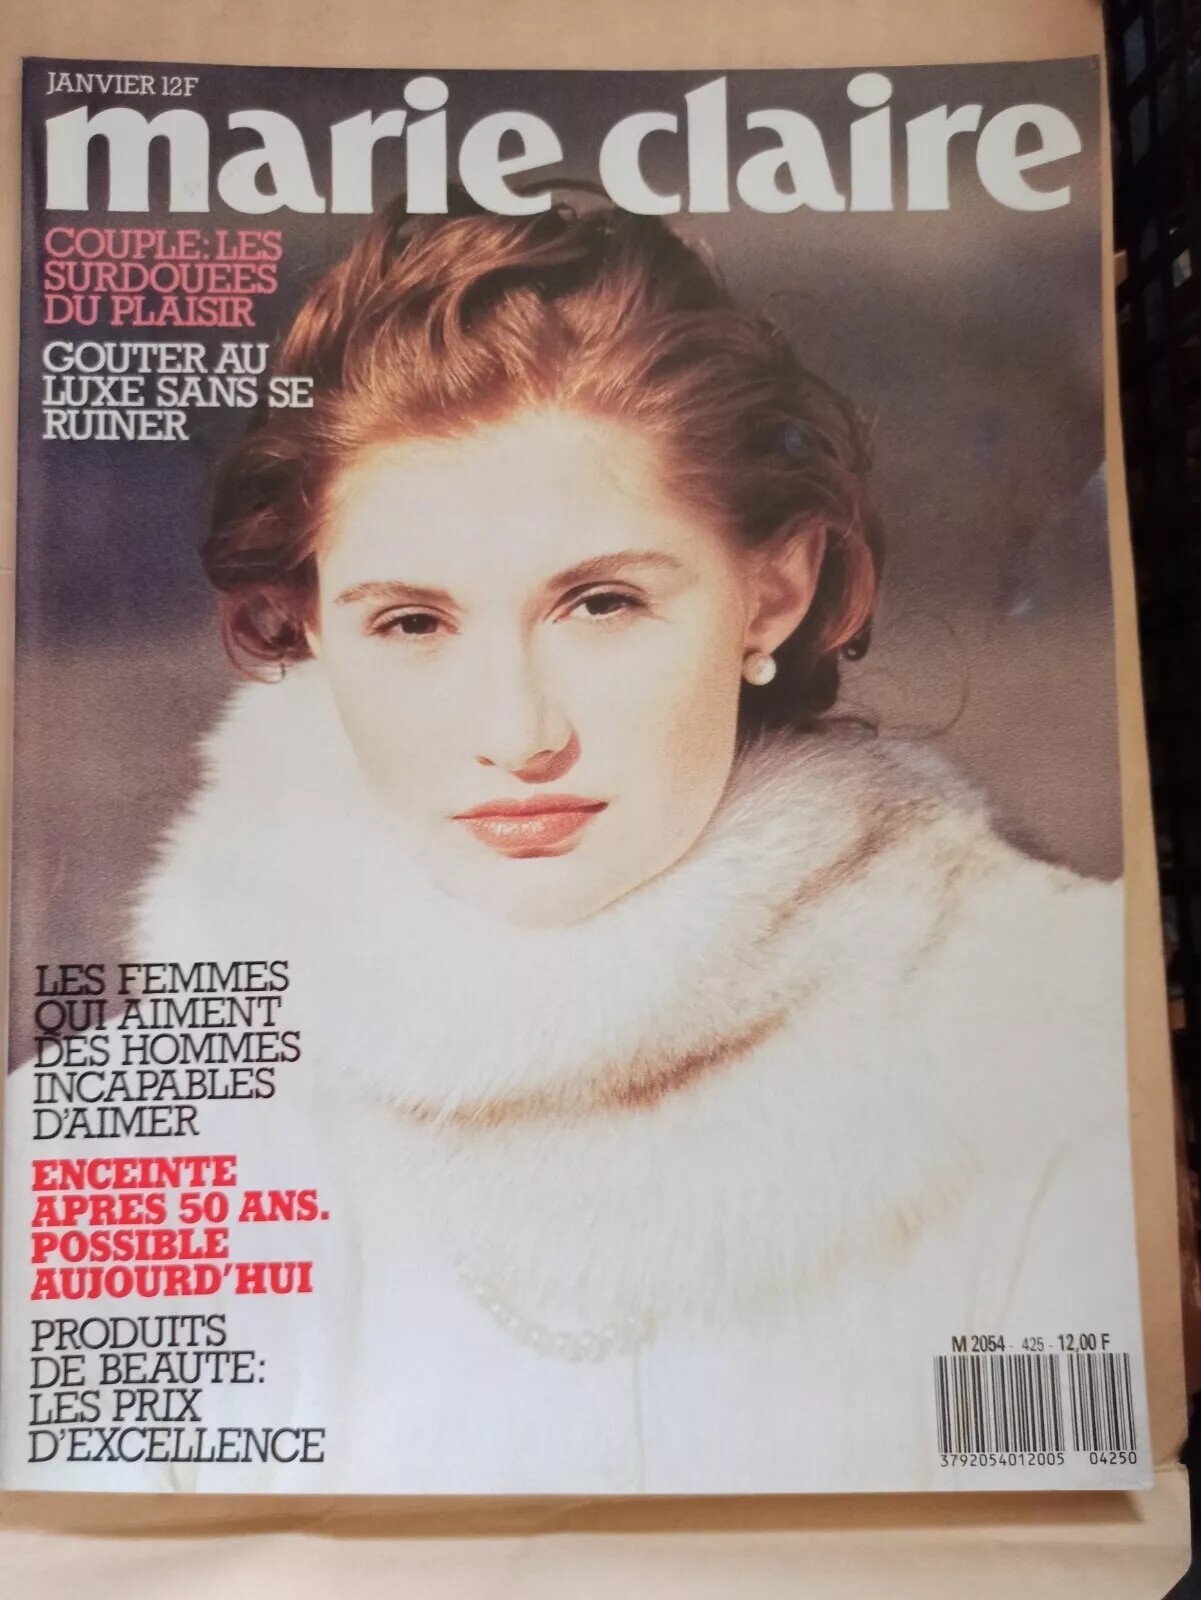 JANVIER 12F
marie claire
COUPLE: LES
SURDOUEES
DU PLAISIR
GOUTER AU
LUXE SANS SE
RUINER
LES FEMMES
QUI AIMENT
DES HOMMES
INCAPABLES
D'AIMER
ENCEINTE
APRES 50 ANS.
POSSIBLE
AUJOURD'HUI
PRODUITS
DE BEAUTE:
LES PRIX
D'EXCELLENCE
M 2054 - 425 - 12,00 F
3792054012005 04250